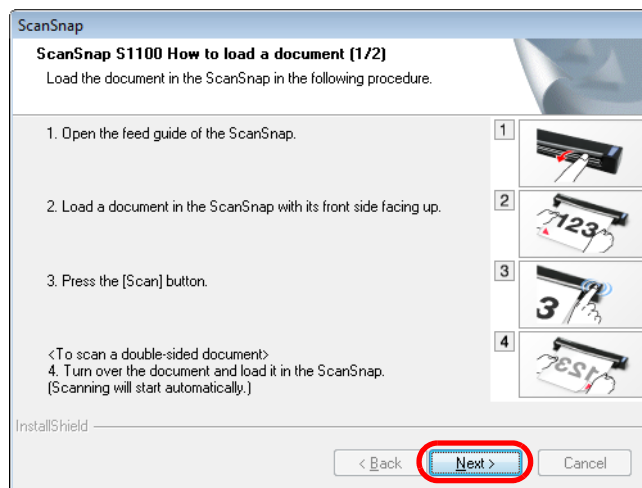 ScanSnap
ScanSnap S1100 How to load a document (1/2)
Load the document in the ScanSnap in the following procedure.
1. Open the feed guide of the ScanSnap.
1
2. Load a document in the ScanSnap with its front side facing up.
2
123
3. Press the [Scan] button.
3
3
<To scan a double-sided document>
4. Turn over the document and load it in the ScanSnap.
(Scanning will start automatically.)
4
123
InstallShield
< Back
Next >
Cancel